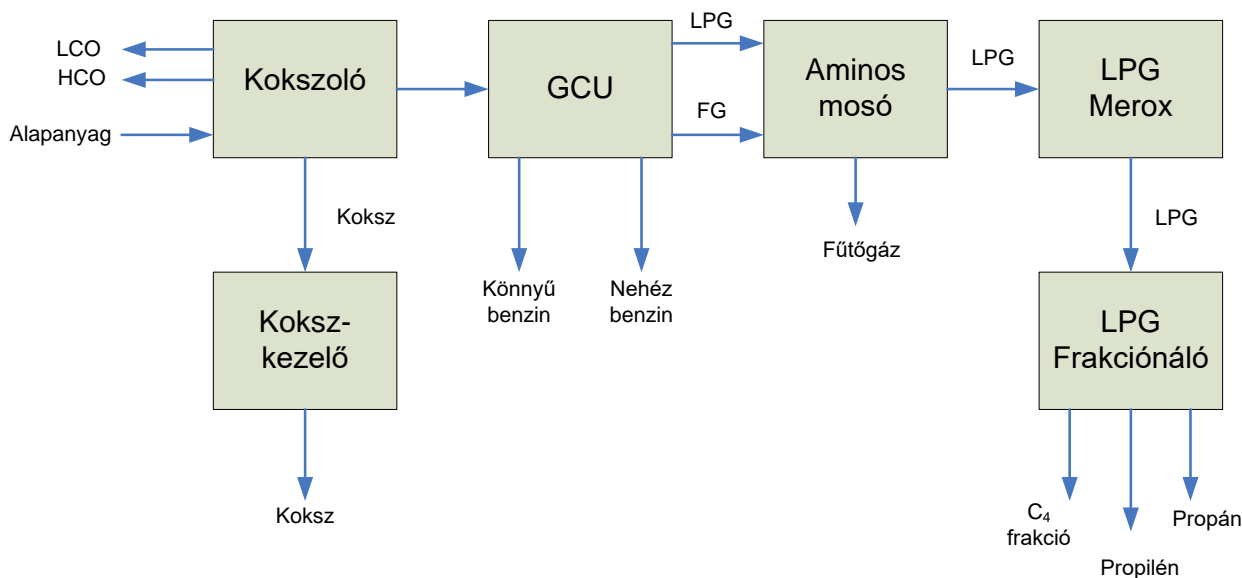 LPG
LCO
HCO
Kokszoló
GCU
Aminos
mosó
LPG
LPG
Merox
FG
Alapanyag
Koksz
LPG
Fűtőgáz
Könnyű
benzin
Nehéz
benzin
Koksz-
kezelő
LPG
Frakciónáló
Koksz
C₄
frakció
Propán
Propilén